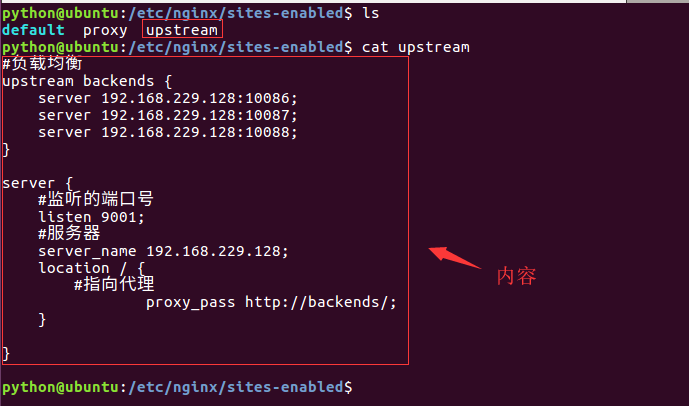 python@ubuntu:/etc/nginx/sites-enabled$ ls
default  proxy  upstream
python@ubuntu:/etc/nginx/sites-enabled$ cat upstream
#负载均衡
upstream backends {
    server 192.168.229.128:10086;
    server 192.168.229.128:10087;
    server 192.168.229.128:10088;
}
server {
    #监听的端口号
    listen 9001;
    #服务器
    server_name 192.168.229.128;
    location / {
        #指向代理
                proxy_pass http://backends/;
    }
}
内容
python@ubuntu:/etc/nginx/sites-enabled$